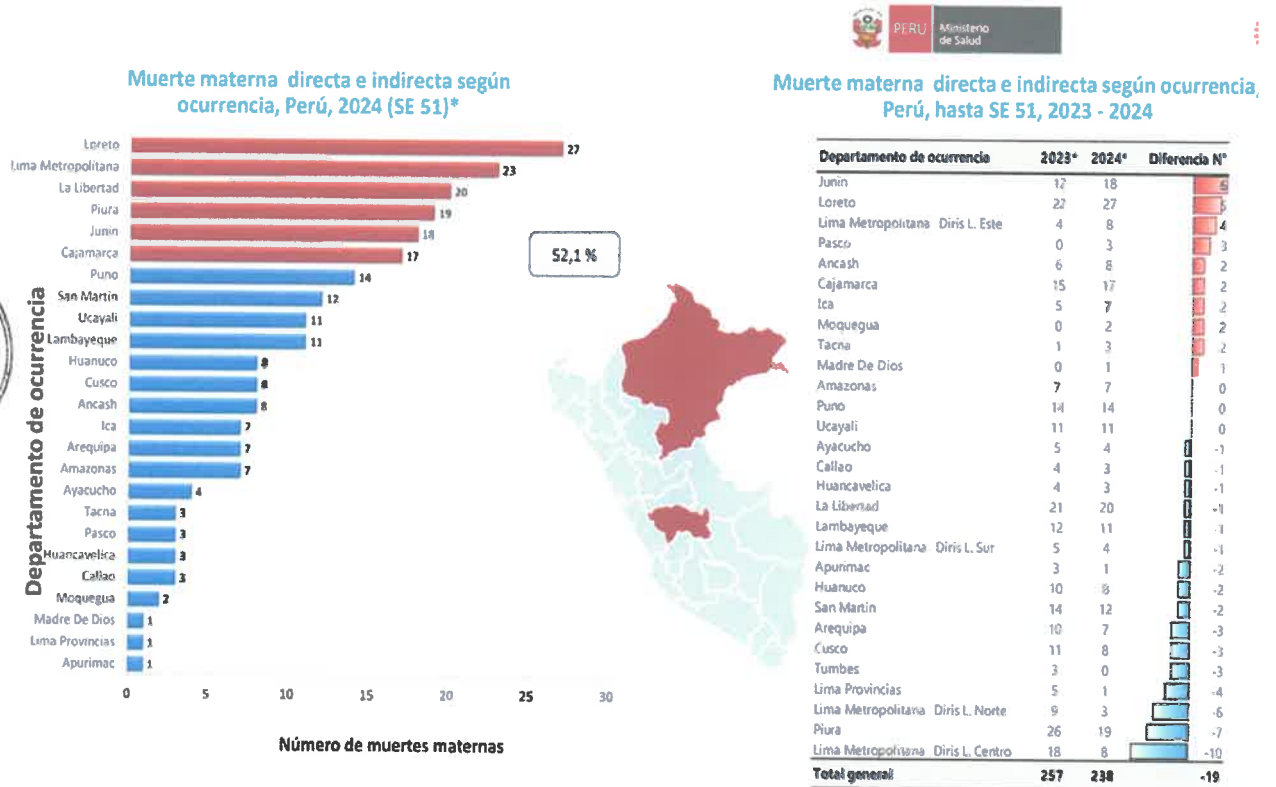 PERÚ Ministerio
de Salud
Muerte materna directa e indirecta según
ocurrencia, Perú, 2024 (SE 51)*
Departamento de ocurrencia
Loreto 27
Lima Metropolitana 23
La Libertad 20
Piura 19
Junin 18
Cajamarca 17
Puno 14
San Martin 12
Ucayali 11
Lambayeque 11
Huanuco 8
Cusco 8
Ancash 8
Ica 7
Arequipa 7
Amazonas 7
Ayacucho 4
Tacna 3
Pasco 3
Huancavelica 3
Callao 3
Moquegua 2
Madre De Dios 1
Lima Provincias 1
Apurimac 1
0 5 10 15 20 25 30
Número de muertes maternas
52,1 %
Muerte materna directa e indirecta según ocurrencia,
Perú, hasta SE 51, 2023 - 2024
Departamento de ocurrencia 2023* 2024* Diferencia N°
Junin 12 18 6
Loreto 22 27 5
Lima Metropolitana Diris L. Este 4 8 4
Pasco 0 3 3
Ancash 6 8 2
Cajamarca 15 17 2
Ica 5 7 2
Moquegua 0 2 2
Tacna 1 3 2
Madre De Dios 0 1 1
Amazonas 7 7 0
Puno 14 14 0
Ucayali 11 11 0
Ayacucho 5 4 -1
Callao 4 3 -1
Huancavelica 4 3 -1
La Libertad 21 20 -1
Lambayeque 12 11 -1
Lima Metropolitana Diris L. Sur 5 4 -1
Apurimac 3 1 -2
Huanuco 10 8 -2
San Martin 14 12 -2
Arequipa 10 7 -3
Cusco 11 8 -3
Tumbes 3 0 -3
Lima Provincias 5 1 -4
Lima Metropolitana Diris L. Norte 9 3 -6
Piura 26 19 -7
Lima Metropolitana Diris L. Centro 18 8 -10
Total general 257 238 -19